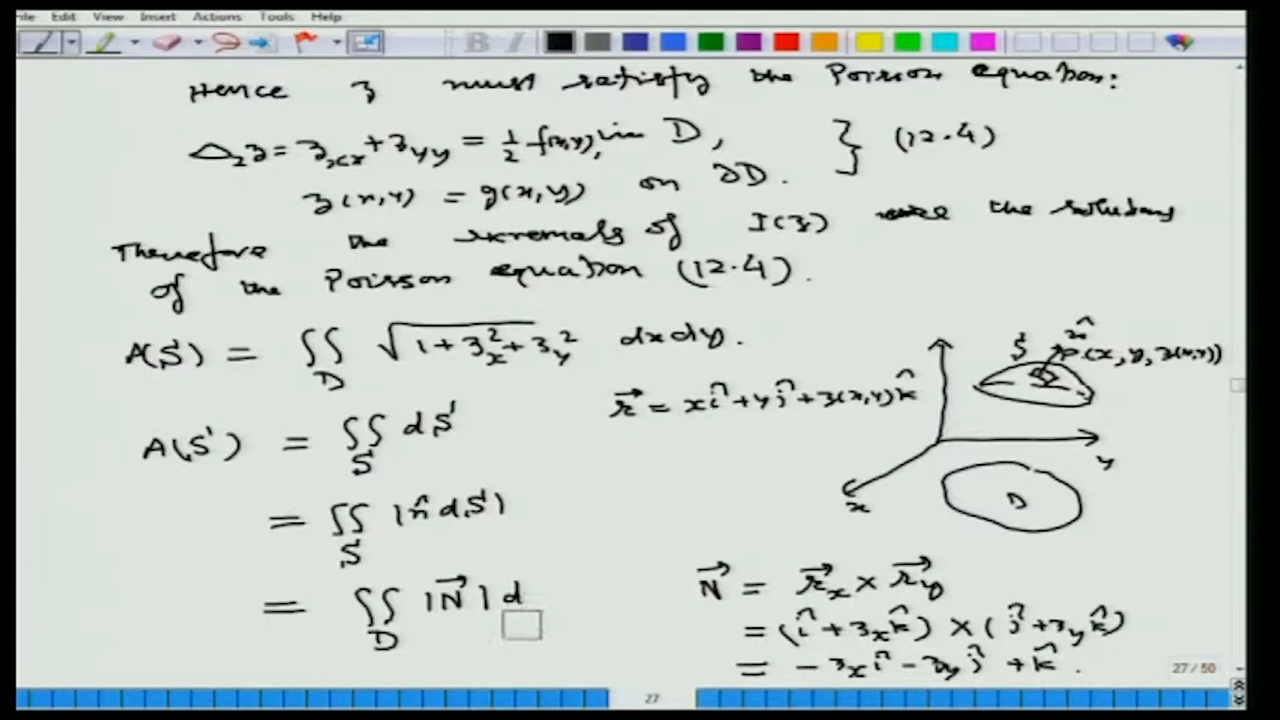 File Edit View Insert Actions Tools Help
Hence z must satisfy the Poisson equation:
Δ₂z = z_xx + z_yy = 1/2 f(x,y), in D, } (12.4)
z(x,y) = g(x,y) on ∂D.
Therefore the extremals of I(z) are the solutions
of the Poisson equation (12.4).
A(S) = ∬_D √(1 + z_x² + z_y²) dxdy.
S n̂ P(x, y, z(x,y))
r⃗ = x î + y ĵ + z(x,y) k̂
A(S) = ∬_S dS
y
x
D
= ∬_S |n̂ dS|
N⃗ = r⃗_x × r⃗_y
= ∬_D |N⃗| d
= (î + z_x k̂) × (ĵ + z_y k̂)
= - z_x î - z_y ĵ + k̂.
27/50
27